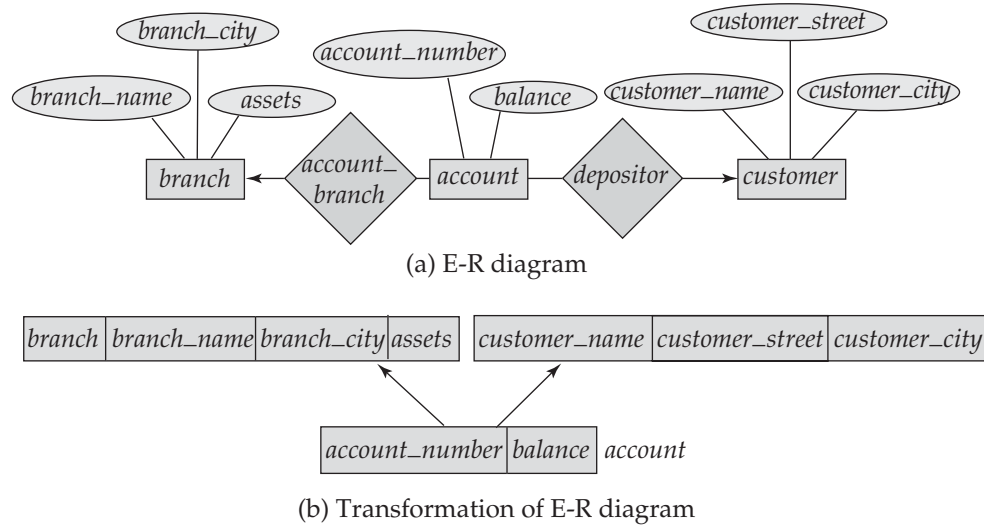 branch_city
customer_street
account_number
branch_name
assets
balance
customer_name
customer_city
branch
account_
branch
account
depositor
customer
(a) E-R diagram
branch branch_name branch_city assets
customer_name customer_street customer_city
account_number balance account
(b) Transformation of E-R diagram